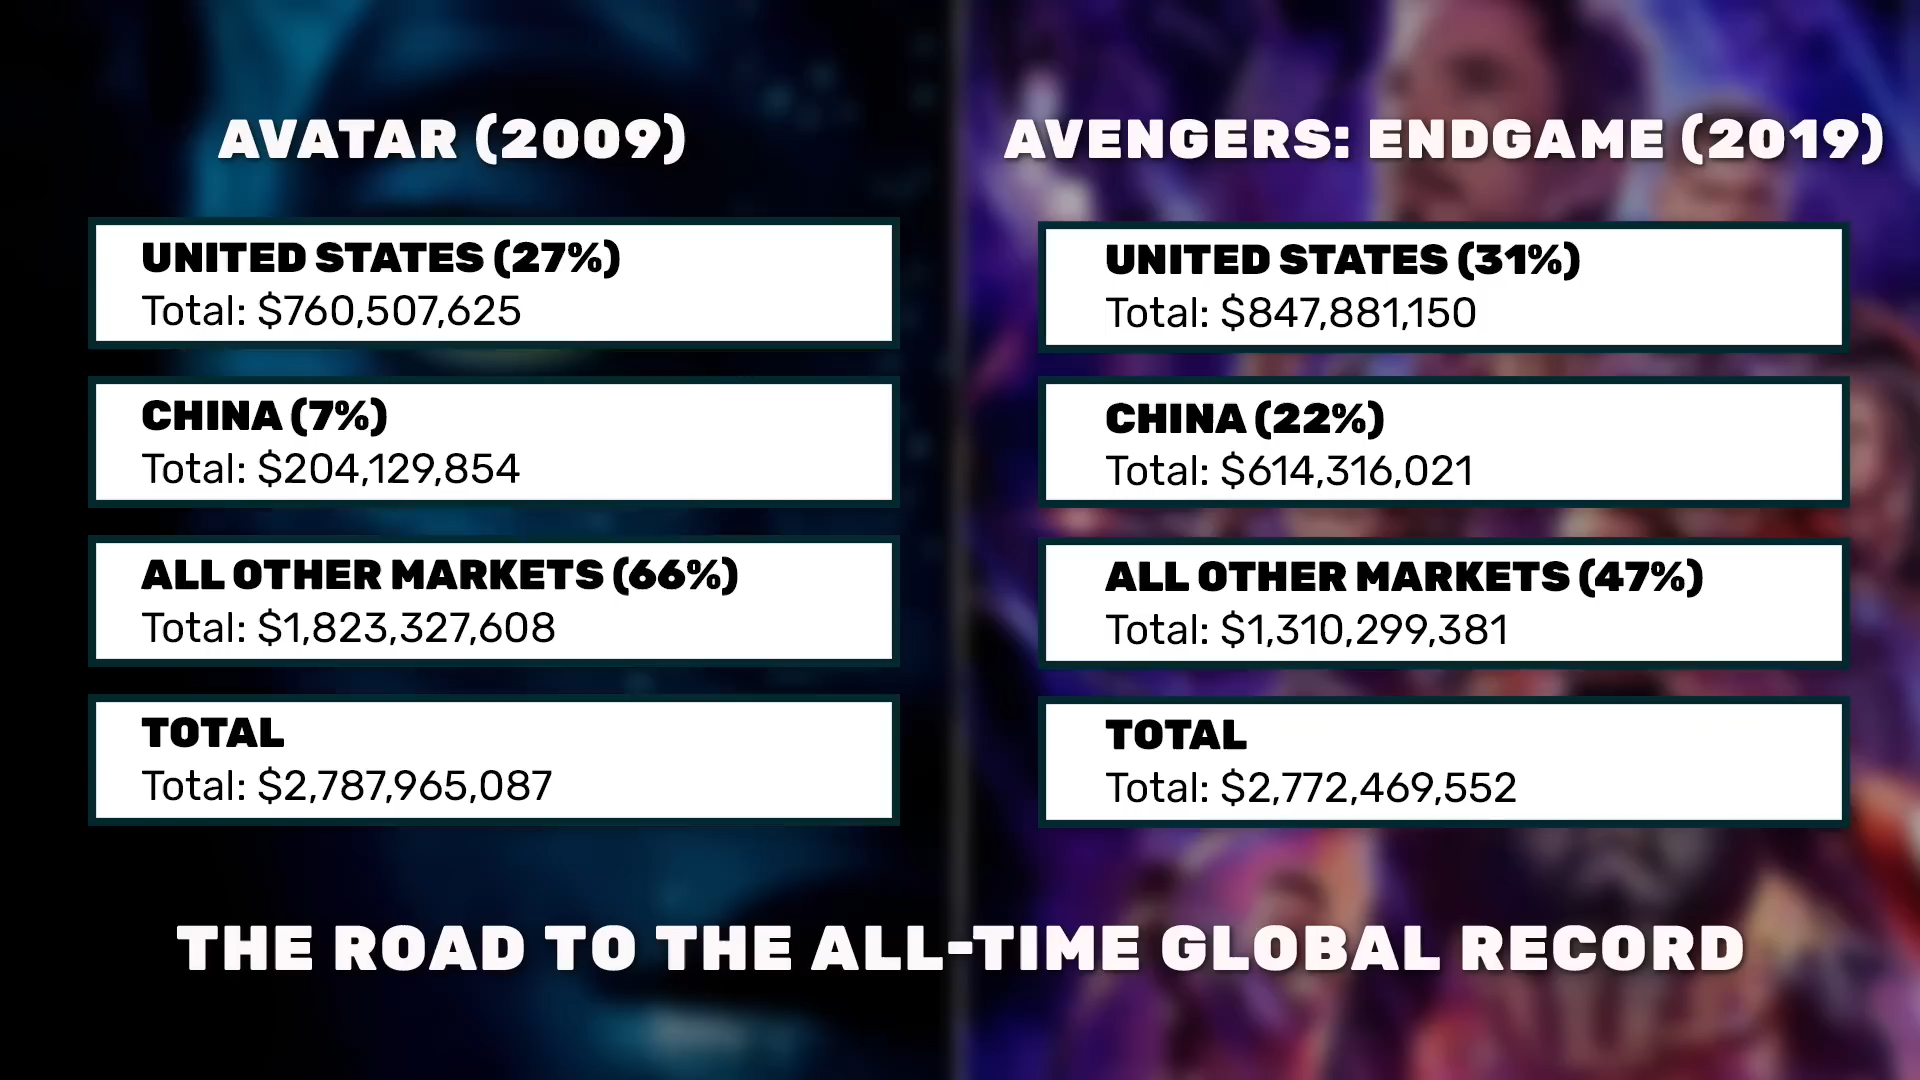 AVATAR (2009)
UNITED STATES (27%)
Total: $760,507,625
CHINA (7%)
Total: $204,129,854
ALL OTHER MARKETS (66%)
Total: $1,823,327,608
TOTAL
Total: $2,787,965,087
AVENGERS: ENDGAME (2019)
UNITED STATES (31%)
Total: $847,881,150
CHINA (22%)
Total: $614,316,021
ALL OTHER MARKETS (47%)
Total: $1,310,299,381
TOTAL
Total: $2,772,469,552
THE ROAD TO THE ALL-TIME GLOBAL RECORD